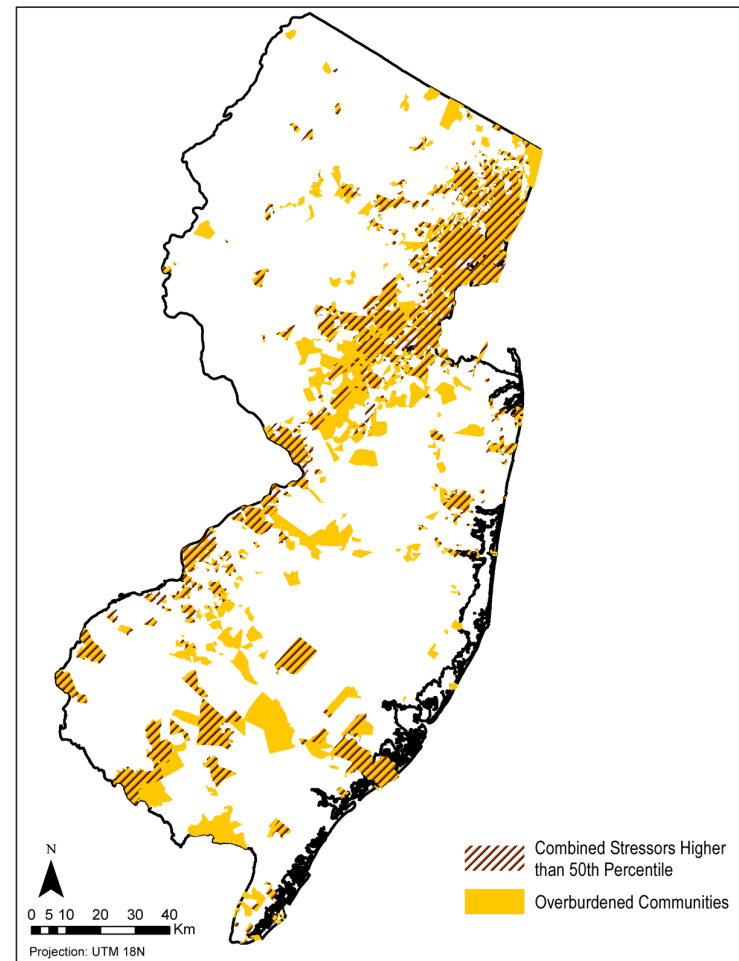 Combined Stressors Higher
than 50th Percentile
Overburdened Communities
N
0 5 10 20 30 40
Km
Projection: UTM 18N